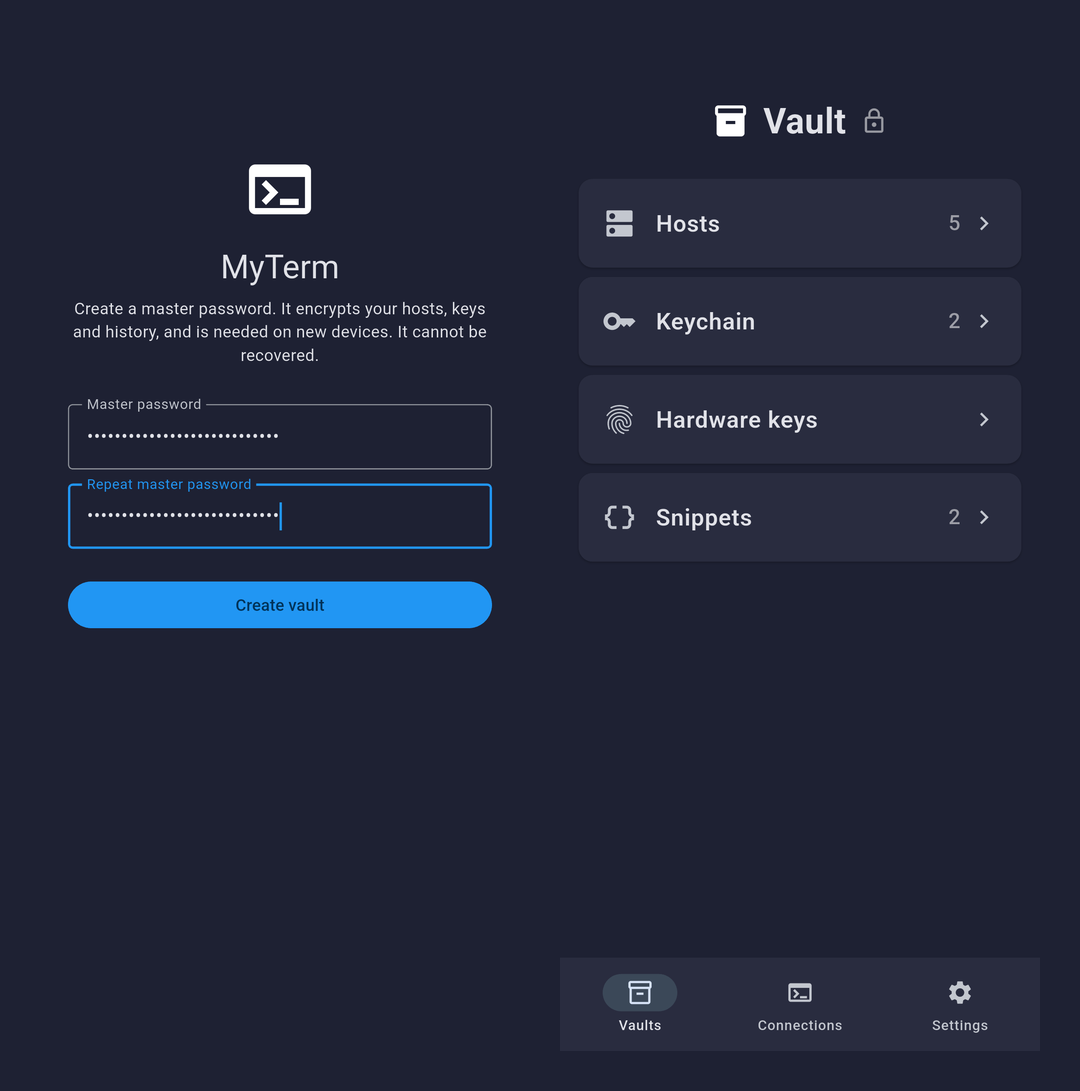 MyTerm
Create a master password. It encrypts your hosts, keys
and history, and is needed on new devices. It cannot be
recovered.
Master password
••••••••••••••••••••••••••••
Repeat master password
••••••••••••••••••••••••••••
Create vault
Vault
Hosts 5
Keychain 2
Hardware keys
Snippets 2
Vaults Connections Settings